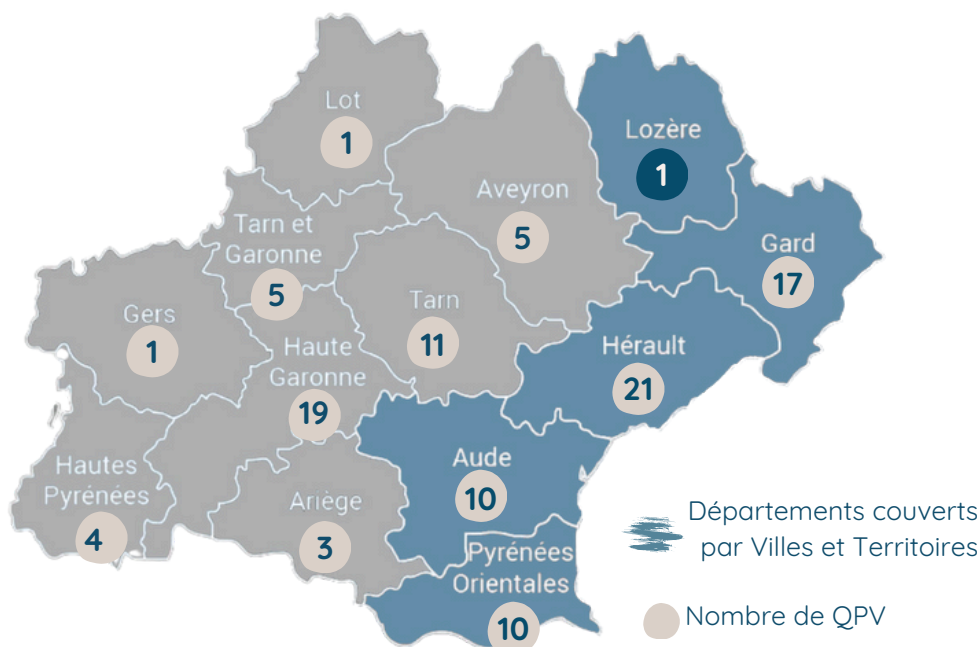 Lot
1
Lozère
1
Aveyron
5
Tarn et
Garonne
5
Gard
17
Gers
1
Tarn
11
Haute
Garonne
19
Hérault
21
Hautes
Pyrénées
4
Ariège
3
Aude
10
Pyrénées
Orientales
10
Départements couverts
par Villes et Territoires
Nombre de QPV